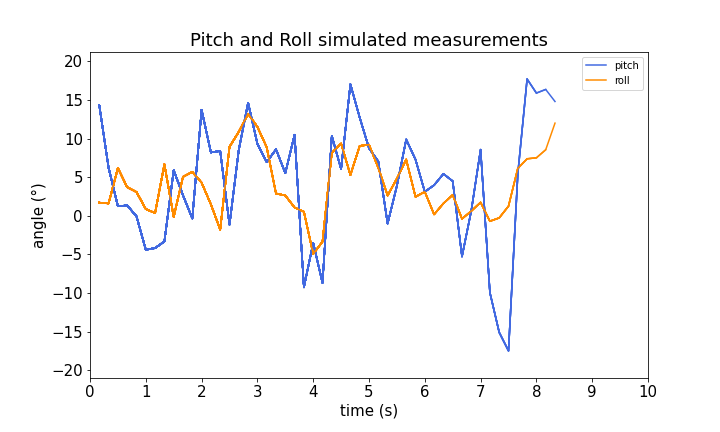 Pitch and Roll simulated measurements
pitch
roll
20
15
10
5
0
−5
−10
−15
−20
angle (°)
0 1 2 3 4 5 6 7 8 9 10
time (s)